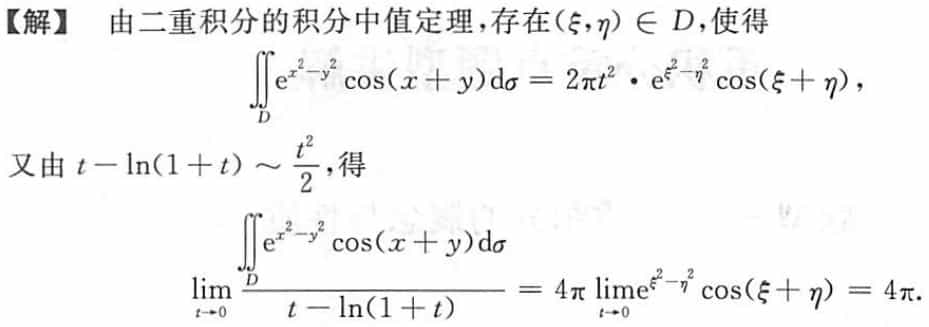 【解】 由二重积分的积分中值定理,存在(ξ,η) ∈ D,使得
∬_D e^{x²−y²} cos(x+y)dσ = 2πt² · e^{ξ²−η²} cos(ξ+η),
又由 t−ln(1+t) ~ t²/2,得
lim_{t→0} ∬_D e^{x²−y²} cos(x+y)dσ / (t−ln(1+t)) = 4π lim_{t→0} e^{ξ²−η²} cos(ξ+η) = 4π.